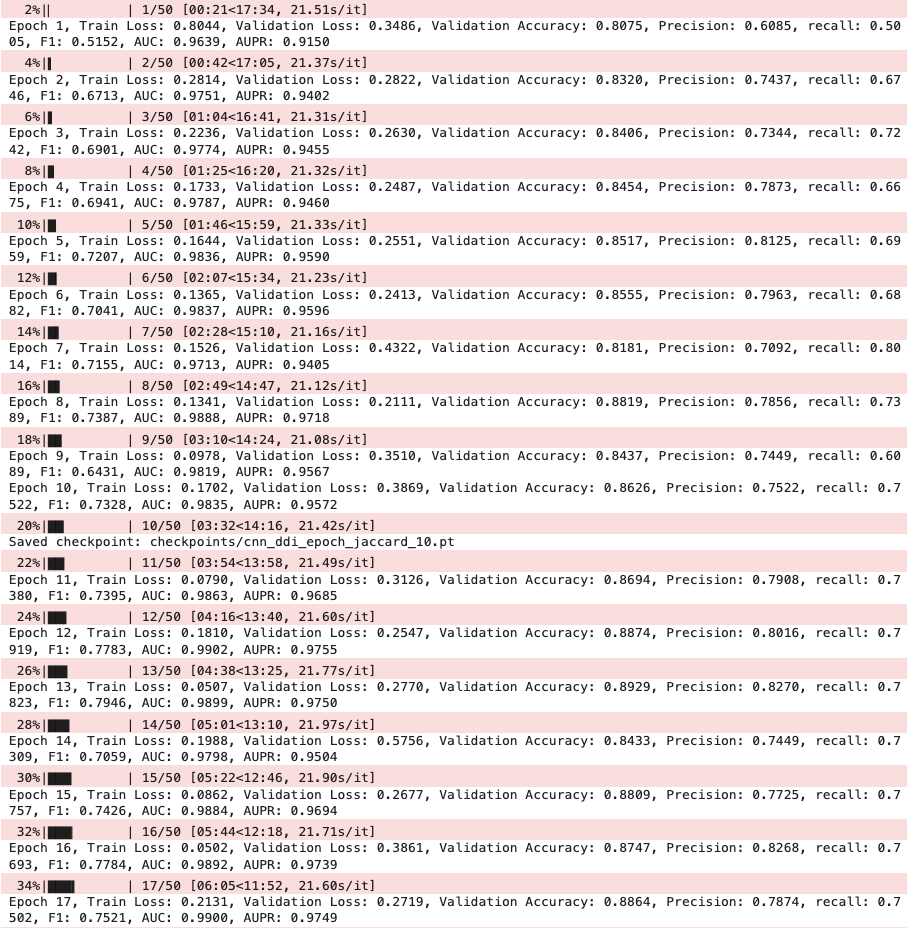 2%| | 1/50 [00:21<17:34, 21.51s/it]
Epoch 1, Train Loss: 0.8044, Validation Loss: 0.3486, Validation Accuracy: 0.8075, Precision: 0.6085, recall: 0.50
05, F1: 0.5152, AUC: 0.9639, AUPR: 0.9150
4%| | 2/50 [00:42<17:05, 21.37s/it]
Epoch 2, Train Loss: 0.2814, Validation Loss: 0.2822, Validation Accuracy: 0.8320, Precision: 0.7437, recall: 0.67
46, F1: 0.6713, AUC: 0.9751, AUPR: 0.9402
6%| | 3/50 [01:04<16:41, 21.31s/it]
Epoch 3, Train Loss: 0.2236, Validation Loss: 0.2630, Validation Accuracy: 0.8406, Precision: 0.7344, recall: 0.72
42, F1: 0.6901, AUC: 0.9774, AUPR: 0.9455
8%| | 4/50 [01:25<16:20, 21.32s/it]
Epoch 4, Train Loss: 0.1733, Validation Loss: 0.2487, Validation Accuracy: 0.8454, Precision: 0.7873, recall: 0.66
75, F1: 0.6941, AUC: 0.9787, AUPR: 0.9460
10%| | 5/50 [01:46<15:59, 21.33s/it]
Epoch 5, Train Loss: 0.1644, Validation Loss: 0.2551, Validation Accuracy: 0.8517, Precision: 0.8125, recall: 0.69
59, F1: 0.7207, AUC: 0.9836, AUPR: 0.9590
12%| | 6/50 [02:07<15:34, 21.23s/it]
Epoch 6, Train Loss: 0.1365, Validation Loss: 0.2413, Validation Accuracy: 0.8555, Precision: 0.7963, recall: 0.68
82, F1: 0.7041, AUC: 0.9837, AUPR: 0.9596
14%| | 7/50 [02:28<15:10, 21.16s/it]
Epoch 7, Train Loss: 0.1526, Validation Loss: 0.4322, Validation Accuracy: 0.8181, Precision: 0.7092, recall: 0.80
14, F1: 0.7155, AUC: 0.9713, AUPR: 0.9405
16%| | 8/50 [02:49<14:47, 21.12s/it]
Epoch 8, Train Loss: 0.1341, Validation Loss: 0.2111, Validation Accuracy: 0.8819, Precision: 0.7856, recall: 0.73
89, F1: 0.7387, AUC: 0.9888, AUPR: 0.9718
18%| | 9/50 [03:10<14:24, 21.08s/it]
Epoch 9, Train Loss: 0.0978, Validation Loss: 0.3510, Validation Accuracy: 0.8437, Precision: 0.7449, recall: 0.60
89, F1: 0.6431, AUC: 0.9819, AUPR: 0.9567
Epoch 10, Train Loss: 0.1702, Validation Loss: 0.3869, Validation Accuracy: 0.8626, Precision: 0.7522, recall: 0.7
522, F1: 0.7328, AUC: 0.9835, AUPR: 0.9572
20%| | 10/50 [03:32<14:16, 21.42s/it]
Saved checkpoint: checkpoints/cnn_ddi_epoch_jaccard_10.pt
22%| | 11/50 [03:54<13:58, 21.49s/it]
Epoch 11, Train Loss: 0.0790, Validation Loss: 0.3126, Validation Accuracy: 0.8694, Precision: 0.7908, recall: 0.7
380, F1: 0.7395, AUC: 0.9863, AUPR: 0.9685
24%| | 12/50 [04:16<13:40, 21.60s/it]
Epoch 12, Train Loss: 0.1810, Validation Loss: 0.2547, Validation Accuracy: 0.8874, Precision: 0.8016, recall: 0.7
919, F1: 0.7783, AUC: 0.9902, AUPR: 0.9755
26%| | 13/50 [04:38<13:25, 21.77s/it]
Epoch 13, Train Loss: 0.0507, Validation Loss: 0.2770, Validation Accuracy: 0.8929, Precision: 0.8270, recall: 0.7
823, F1: 0.7946, AUC: 0.9899, AUPR: 0.9750
28%| | 14/50 [05:01<13:10, 21.97s/it]
Epoch 14, Train Loss: 0.1988, Validation Loss: 0.5756, Validation Accuracy: 0.8433, Precision: 0.7449, recall: 0.7
309, F1: 0.7059, AUC: 0.9798, AUPR: 0.9504
30%| | 15/50 [05:22<12:46, 21.90s/it]
Epoch 15, Train Loss: 0.0862, Validation Loss: 0.2677, Validation Accuracy: 0.8809, Precision: 0.7725, recall: 0.7
757, F1: 0.7426, AUC: 0.9884, AUPR: 0.9694
32%| | 16/50 [05:44<12:18, 21.71s/it]
Epoch 16, Train Loss: 0.0502, Validation Loss: 0.3861, Validation Accuracy: 0.8747, Precision: 0.8268, recall: 0.7
693, F1: 0.7784, AUC: 0.9892, AUPR: 0.9739
34%| | 17/50 [06:05<11:52, 21.60s/it]
Epoch 17, Train Loss: 0.2131, Validation Loss: 0.2719, Validation Accuracy: 0.8864, Precision: 0.7874, recall: 0.7
502, F1: 0.7521, AUC: 0.9900, AUPR: 0.9749